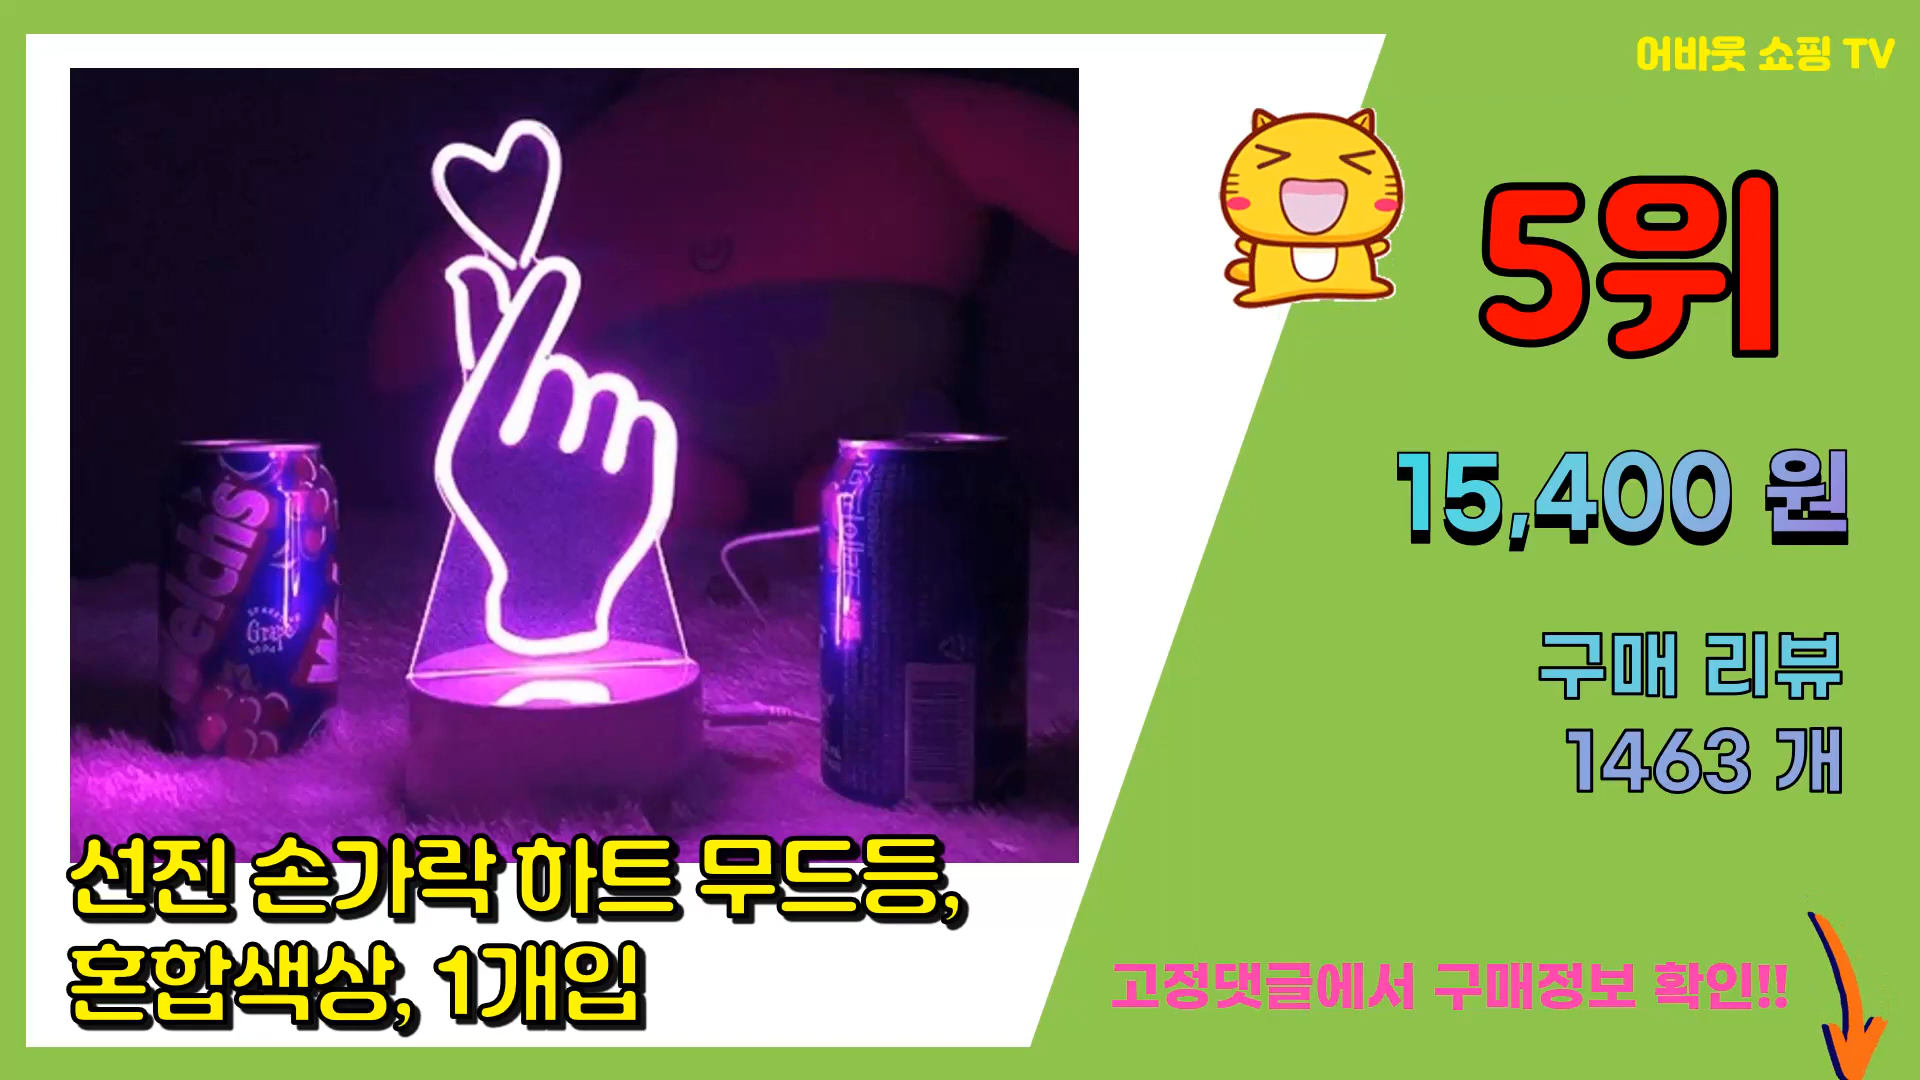 어바웃 쇼핑 TV
5위
15,400 원
구매 리뷰
1463 개
welchs
Grape
선진 손가락 하트 무드등,
혼합색상, 1개입
고정댓글에서 구매정보 확인!!